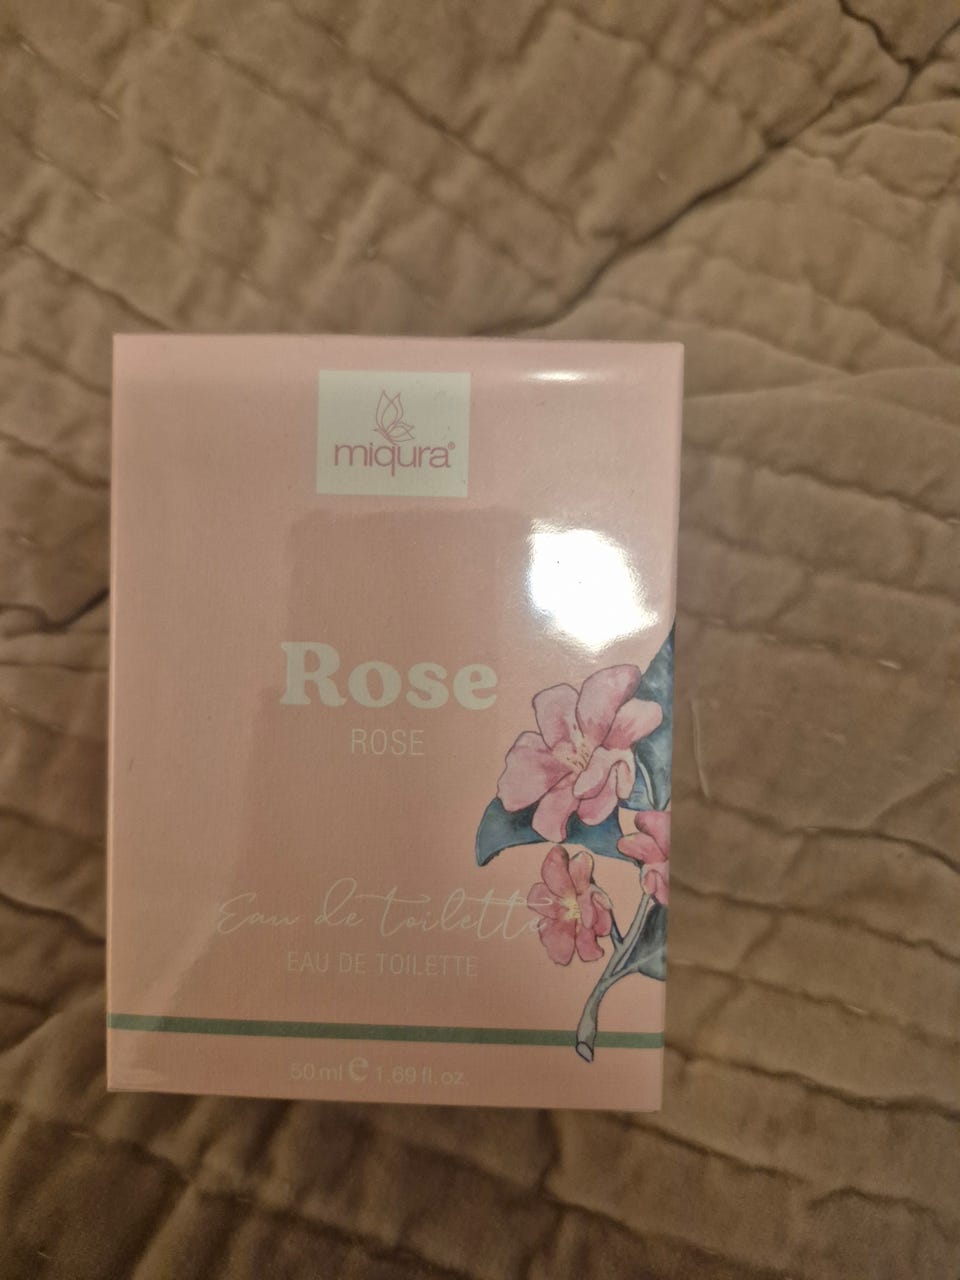 miqura®
Rose
ROSE
Eau de toilette
EAU DE TOILETTE
50 ml ℮ 1.69 fl. oz.